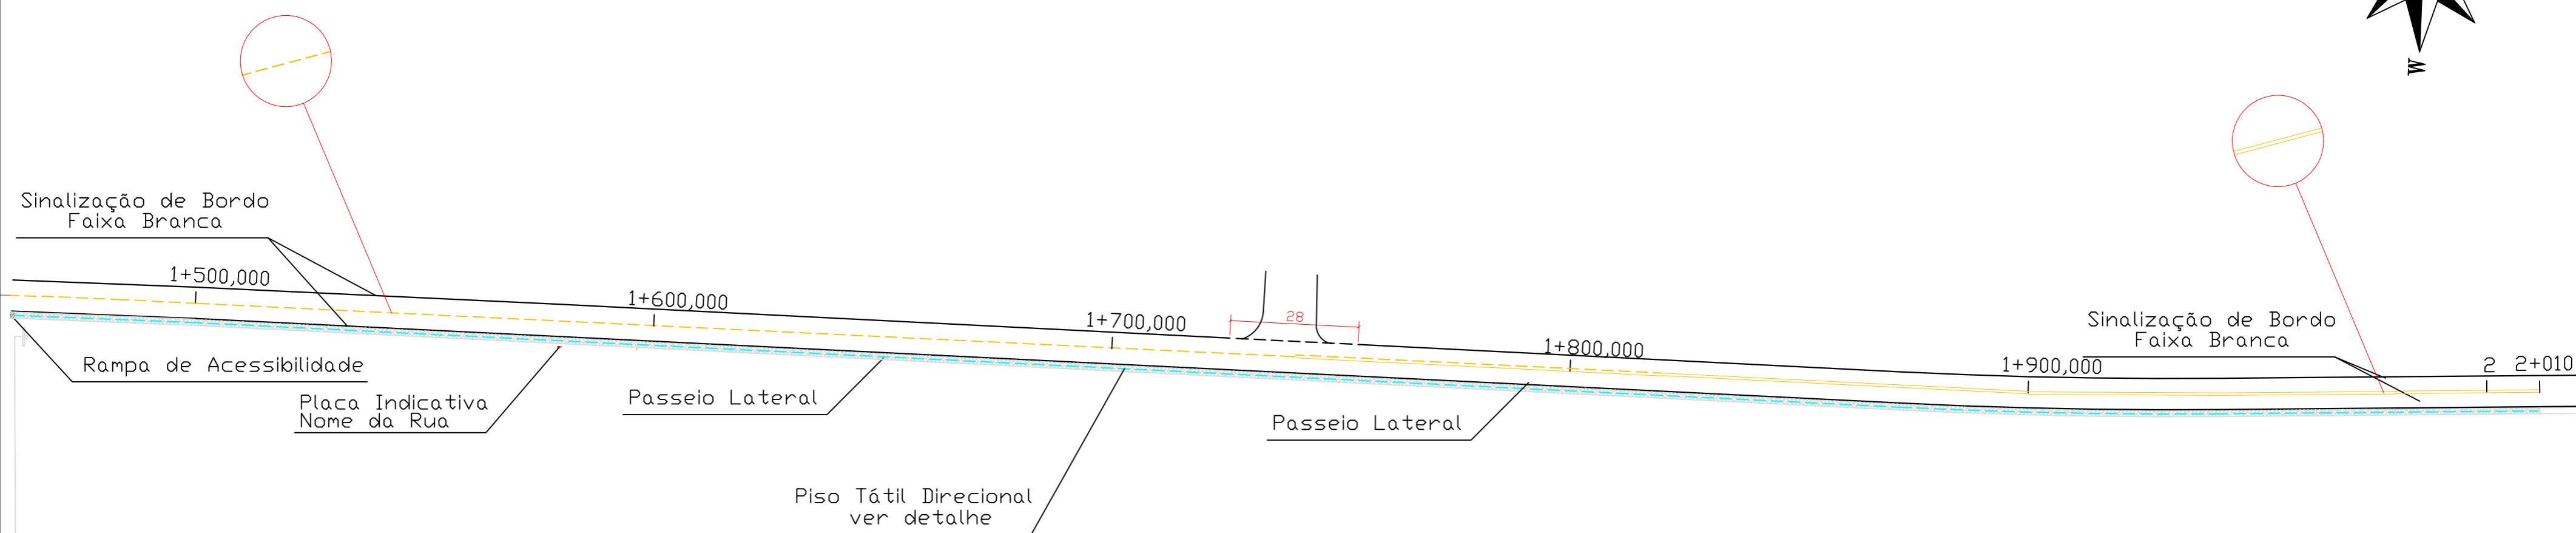 W
Sinalização de Bordo
Faixa Branca
1+500,000
1+600,000
1+700,000
28
1+800,000
1+900,000
Sinalização de Bordo
Faixa Branca
2
2+010
Rampa de Acessibilidade
Placa Indicativa
Nome da Rua
Passeio Lateral
Passeio Lateral
Piso Tátil Direcional
ver detalhe